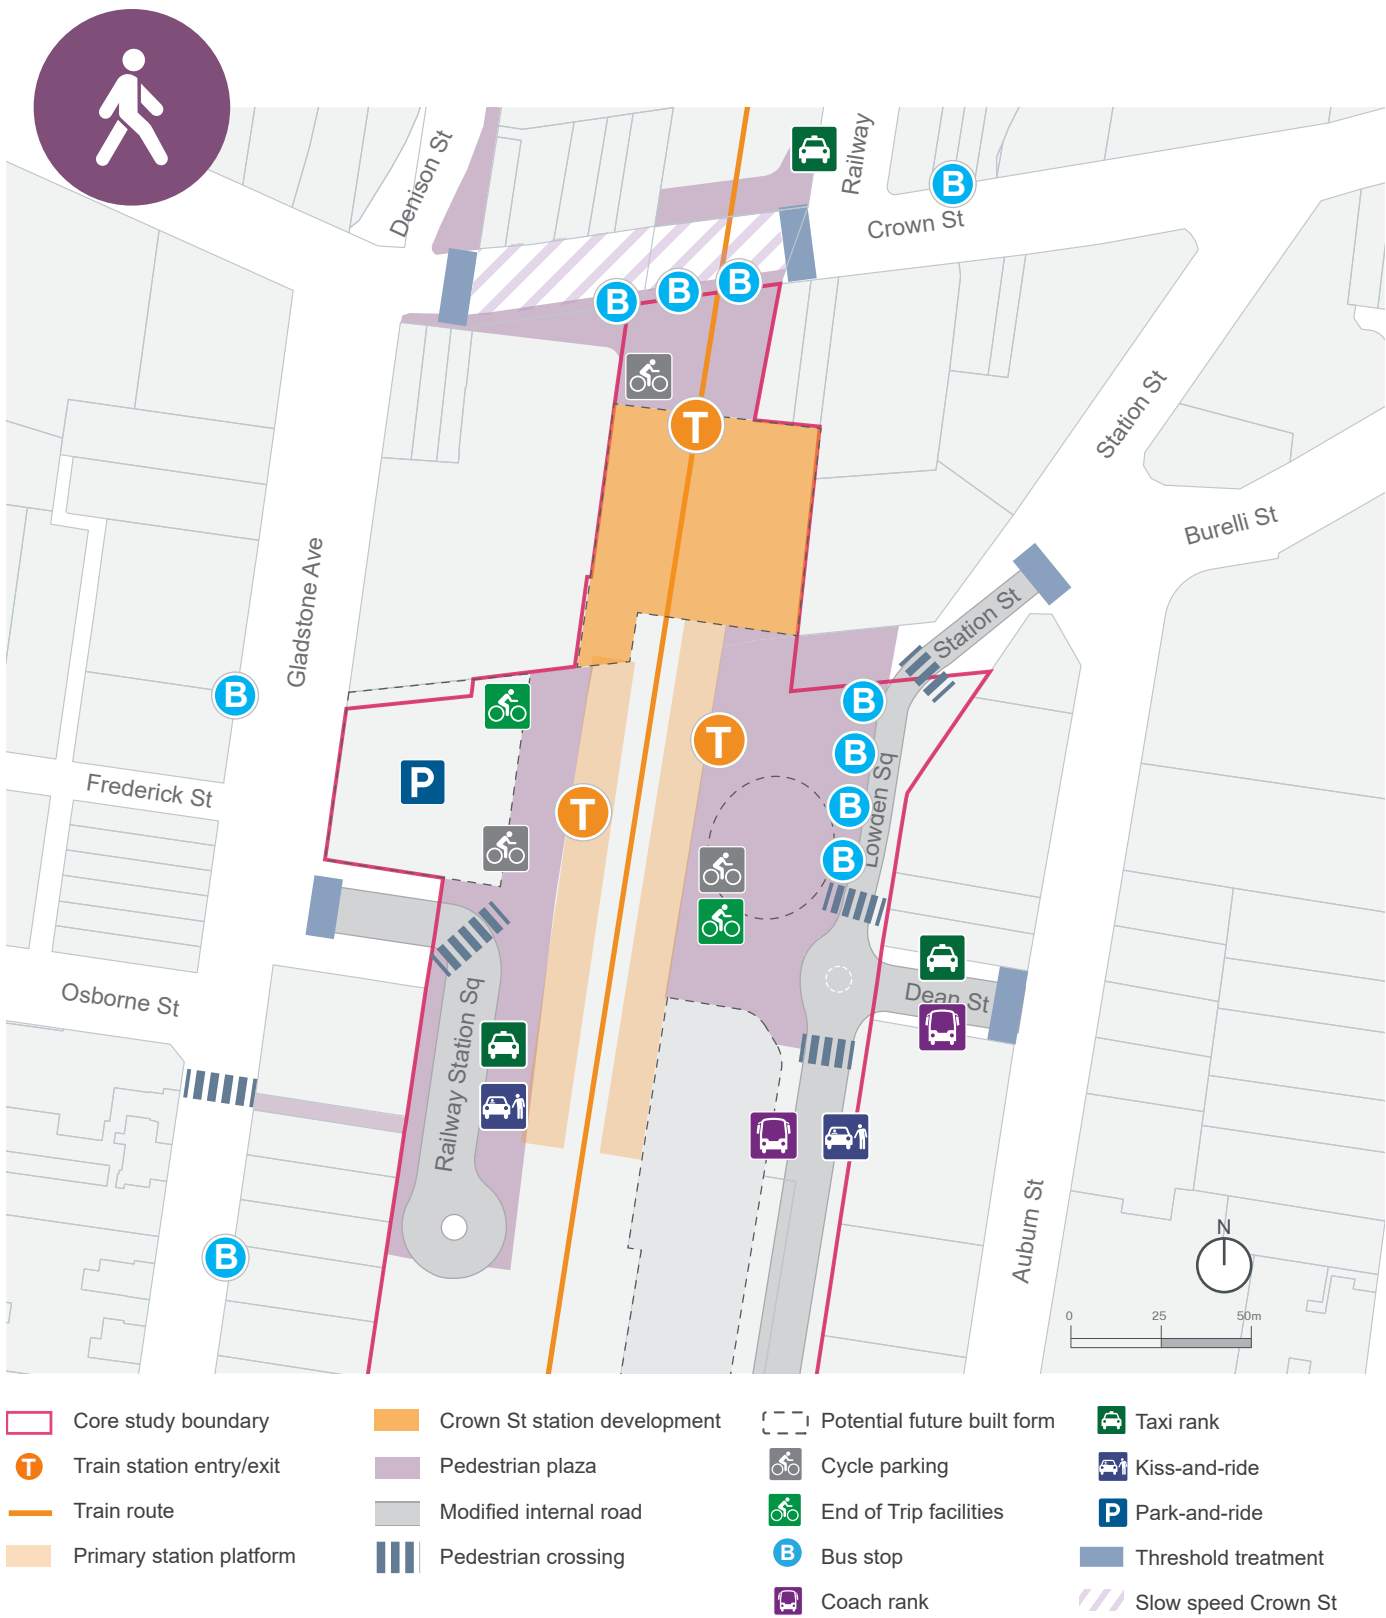 Denison St
Railway
B
Crown St
B
B
B
T
Station St
Burelli St
Gladstone Ave
Station St
B
B
T
B
Lowden Sq
Frederick St
P
T
B
B
Osborne St
Dean St
Railway Station Sq
B
Auburn St
N
0 25 50m
Core study boundary
Crown St station development
Potential future built form
Taxi rank
T Train station entry/exit
Pedestrian plaza
Cycle parking
Kiss-and-ride
Train route
Modified internal road
End of Trip facilities
P Park-and-ride
Primary station platform
Pedestrian crossing
B Bus stop
Threshold treatment
Coach rank
Slow speed Crown St